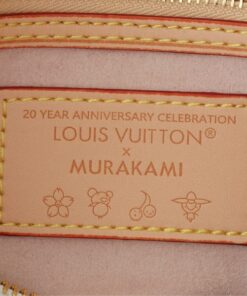 20 YEAR ANNIVERSARY CELEBRATION
LOUIS VUITTON®
×
MURAKAMI